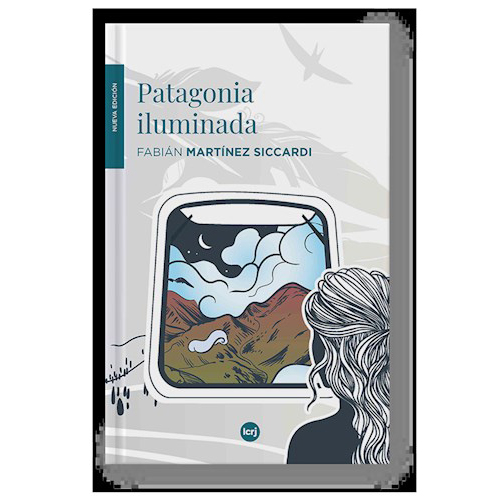 NUEVA EDICIÓN
Patagonia
iluminada
FABIÁN MARTÍNEZ SICCARDI
lcrj